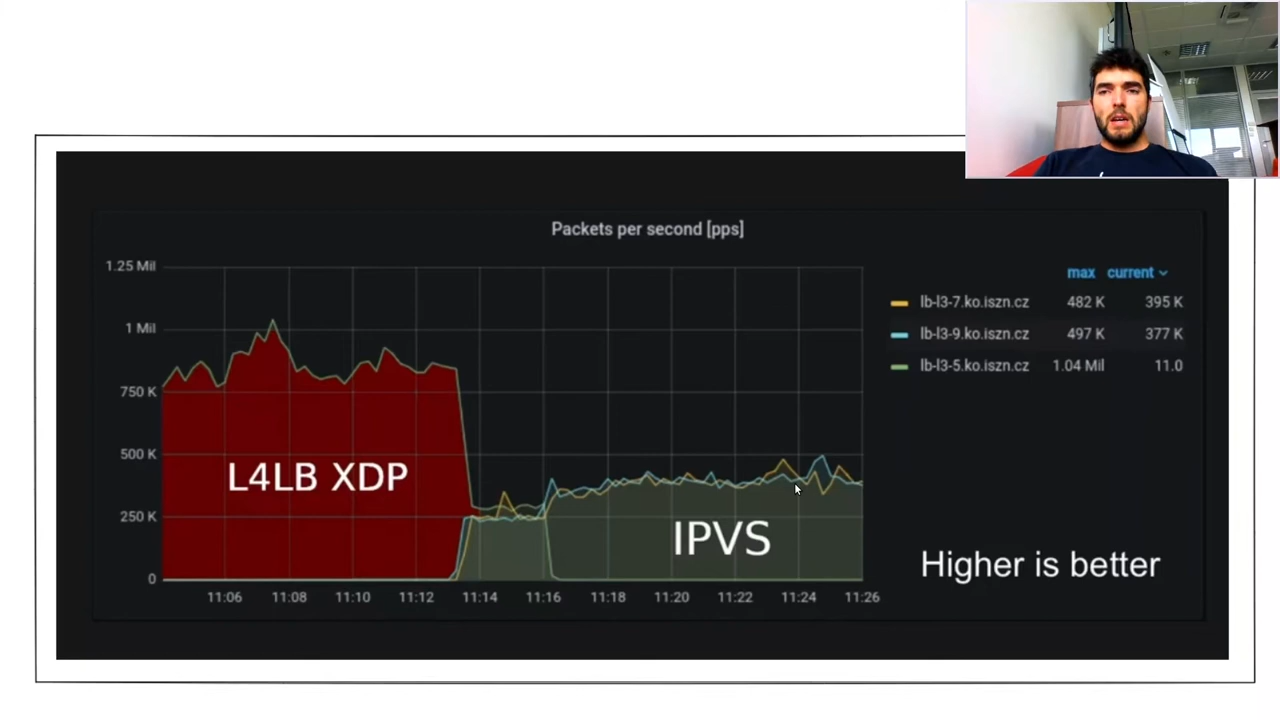 Packets per second [pps]
1.25 Mil
1 Mil
750 K
500 K
250 K
0
11:06 11:08 11:10 11:12 11:14 11:16 11:18 11:20 11:22 11:24 11:26
L4LB XDP
IPVS
max current
lb-l3-7.ko.iszn.cz 482 K 395 K
lb-l3-9.ko.iszn.cz 497 K 377 K
lb-l3-5.ko.iszn.cz 1.04 Mil 11.0
Higher is better